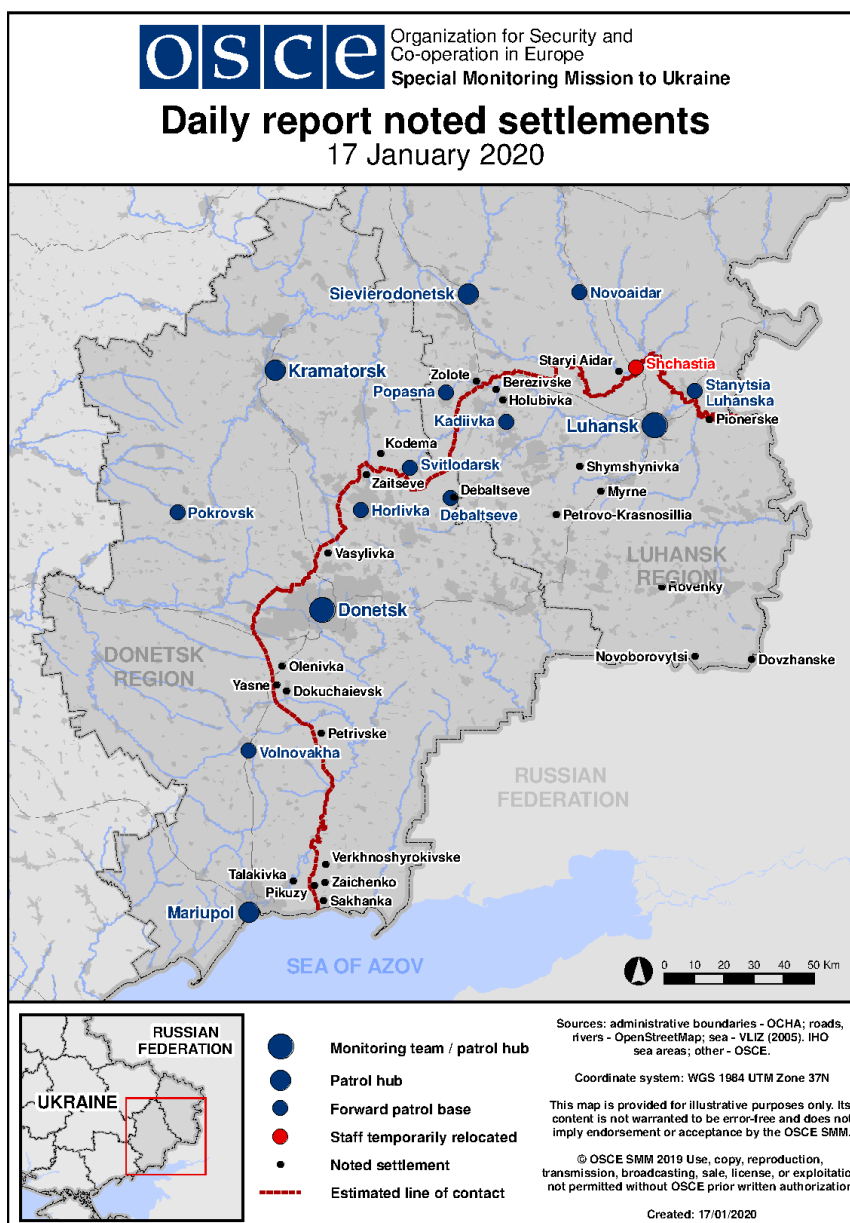 osce
Organization for Security and
Co-operation in Europe
Special Monitoring Mission to Ukraine
Daily report noted settlements
17 January 2020
Sievierodonetsk
Novoaidar
Staryi Aidar
Shchastia
Kramatorsk
Zolote
Berezivske
Popasna
Holubivka
Stanytsia
Luhanska
Kadiivka
Luhansk
Pionerske
Kodema
Svitlodarsk
Shymshynivka
Zaitseve
Debaltseve
Myrne
Pokrovsk
Horlivka
Debaltseve
Petrovo-Krasnosillia
Vasylivka
LUHANSK
REGION
Rovenky
Donetsk
DONETSK
REGION
Olenivka
Novoborovytsi
Dovzhanske
Yasne
Dokuchaievsk
Petrivske
Volnovakha
RUSSIAN
FEDERATION
Verkhnoshyrokivske
Talakivka
Zaichenko
Pikuzy
Sakhanka
Mariupol
SEA OF AZOV
0 10 20 30 40 50 Km
RUSSIAN
FEDERATION
UKRAINE
Monitoring team / patrol hub
Patrol hub
Forward patrol base
Staff temporarily relocated
Noted settlement
Estimated line of contact
Sources: administrative boundaries - OCHA; roads,
rivers - OpenStreetMap; sea - VLIZ (2005). IHO
sea areas; other - OSCE.
Coordinate system: WGS 1984 UTM Zone 37N
This map is provided for illustrative purposes only. Its
content is not warranted to be error-free and does not
imply endorsement or acceptance by the OSCE SMM.
© OSCE SMM 2019 Use, copy, reproduction,
transmission, broadcasting, sale, license, or exploitatio
not permitted without OSCE prior written authorization
Created: 17/01/2020